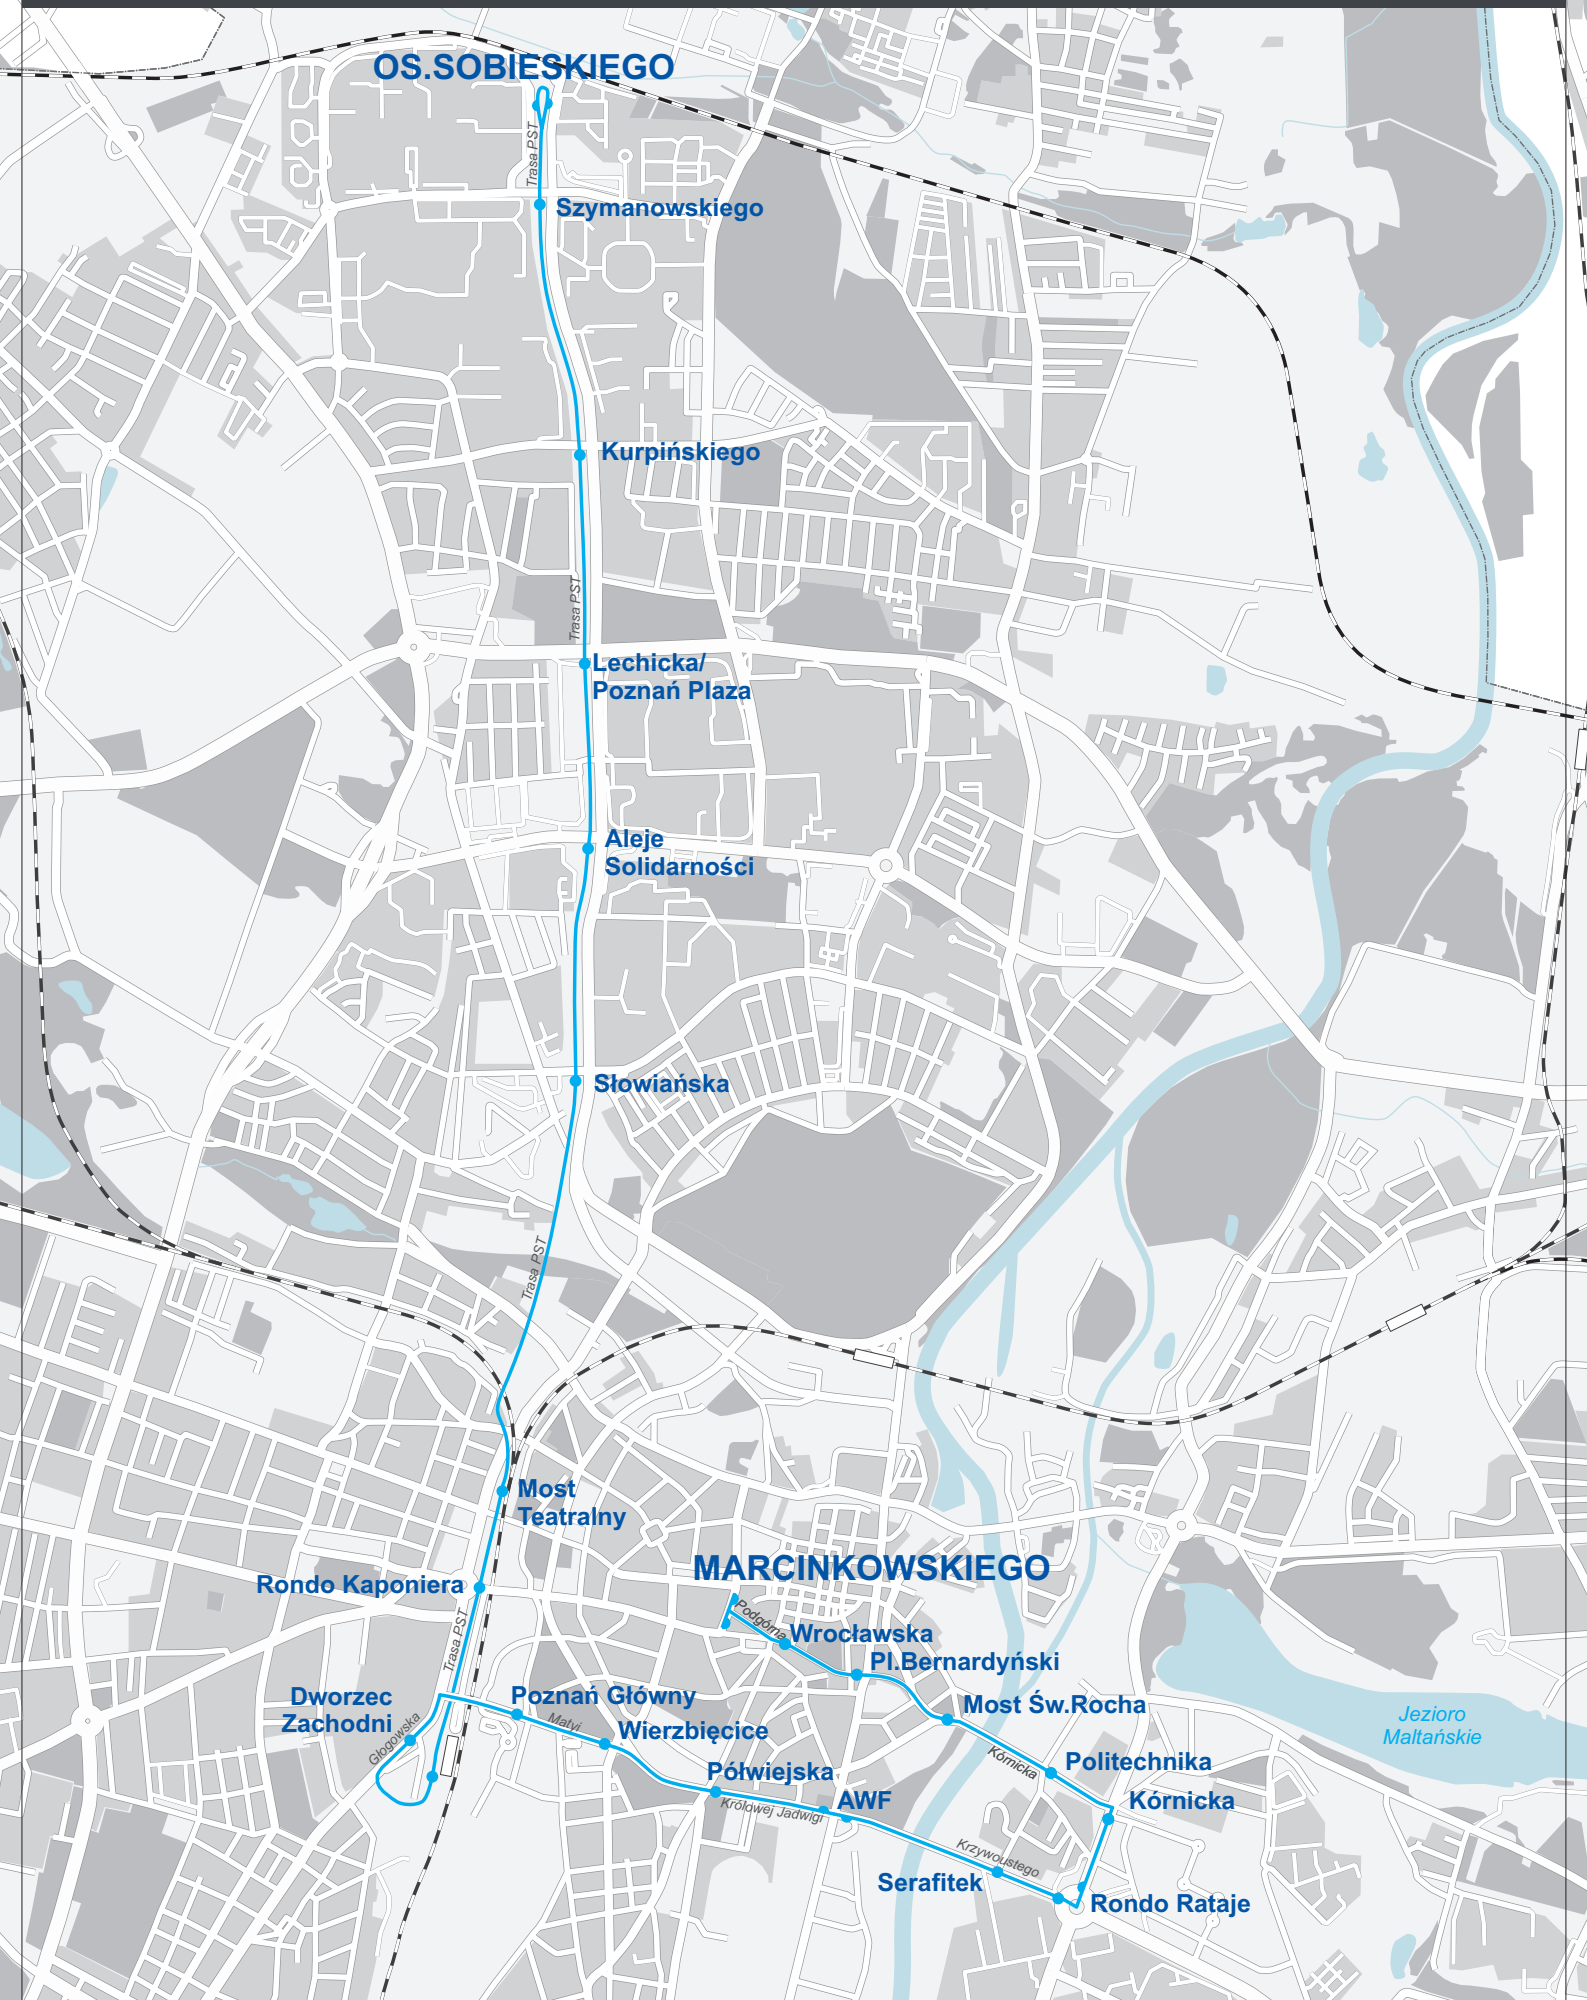 OS.SOBIESKIEGO
Trasa PST
Szymanowskiego
Kurpińskiego
Trasa PST
Lechicka/
Poznań Plaza
Aleje
Solidarności
Słowiańska
Trasa PST
Most
Teatralny
MARCINKOWSKIEGO
Rondo Kaponiera
Podgórna
Trasa PST
Wrocławska
Pl.Bernardyński
Dworzec
Zachodni
Poznań Główny
Most Św.Rocha
Głogowska
Matyi
Wierzbięcice
Jezioro
Maltańskie
Kórnicka
Politechnika
Półwiejska
Królowej Jadwigi
AWF
Kórnicka
Krzywoustego
Serafitek
Rondo Rataje